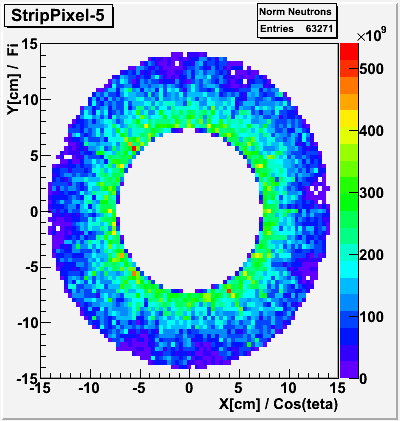 StripPixel-5
Norm Neutrons
Entries 63271
×10^9
Y[cm] / Fi
15
10
5
0
-5
-10
-15
-15 -10 -5 0 5 10 15
X[cm] / Cos(teta)
500
400
300
200
100
0